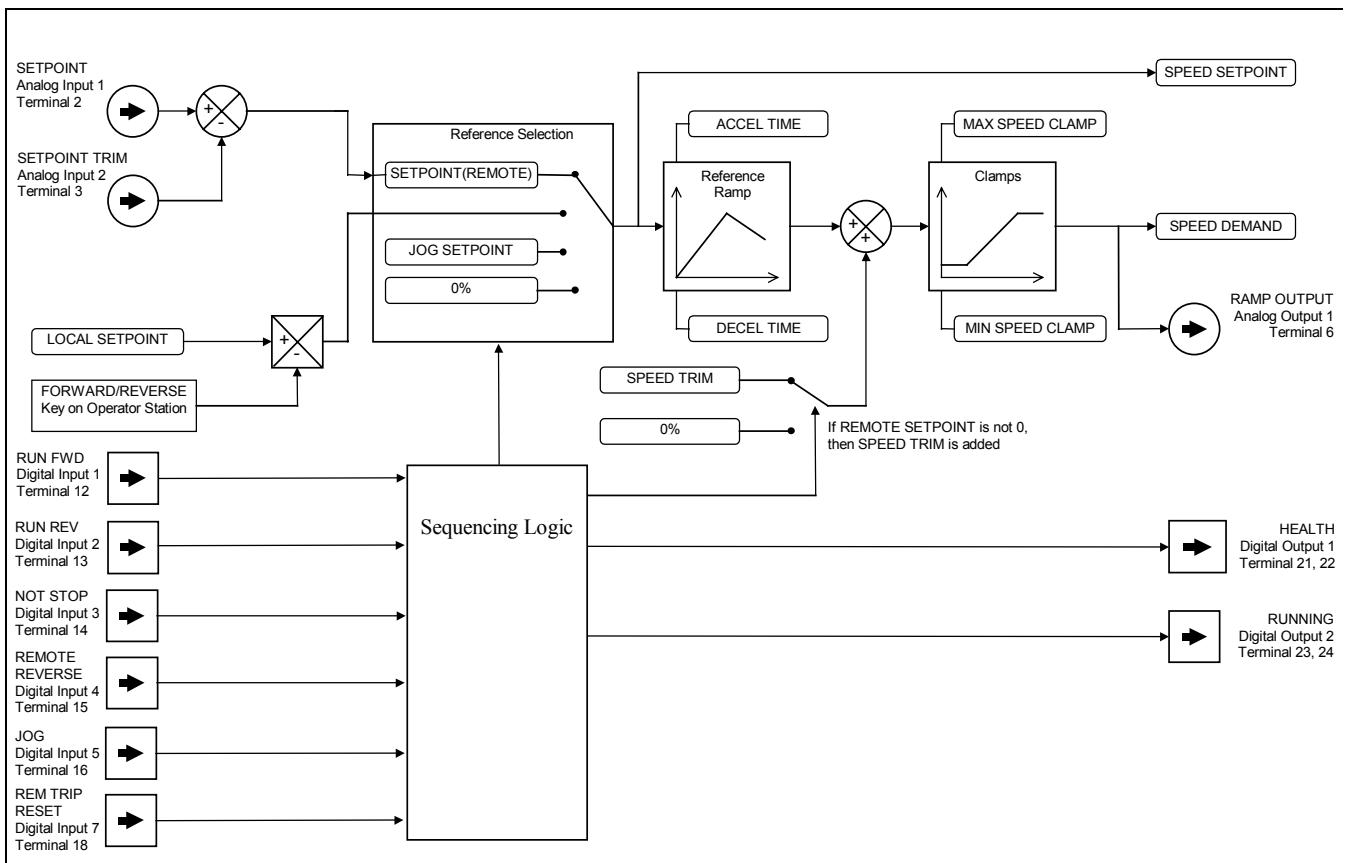 SETPOINT
Analog Input 1
Terminal 2
+
-
SETPOINT TRIM
Analog Input 2
Terminal 3
Reference Selection
SETPOINT(REMOTE)
JOG SETPOINT
0%
LOCAL SETPOINT
+
-
FORWARD/REVERSE
Key on Operator Station
SPEED SETPOINT
ACCEL TIME
Reference
Ramp
DECEL TIME
+
+
MAX SPEED CLAMP
Clamps
MIN SPEED CLAMP
SPEED DEMAND
RAMP OUTPUT
Analog Output 1
Terminal 6
SPEED TRIM
0%
If REMOTE SETPOINT is not 0,
then SPEED TRIM is added
RUN FWD
Digital Input 1
Terminal 12
RUN REV
Digital Input 2
Terminal 13
NOT STOP
Digital Input 3
Terminal 14
REMOTE
REVERSE
Digital Input 4
Terminal 15
JOG
Digital Input 5
Terminal 16
REM TRIP
RESET
Digital Input 7
Terminal 18
Sequencing Logic
HEALTH
Digital Output 1
Terminal 21, 22
RUNNING
Digital Output 2
Terminal 23, 24